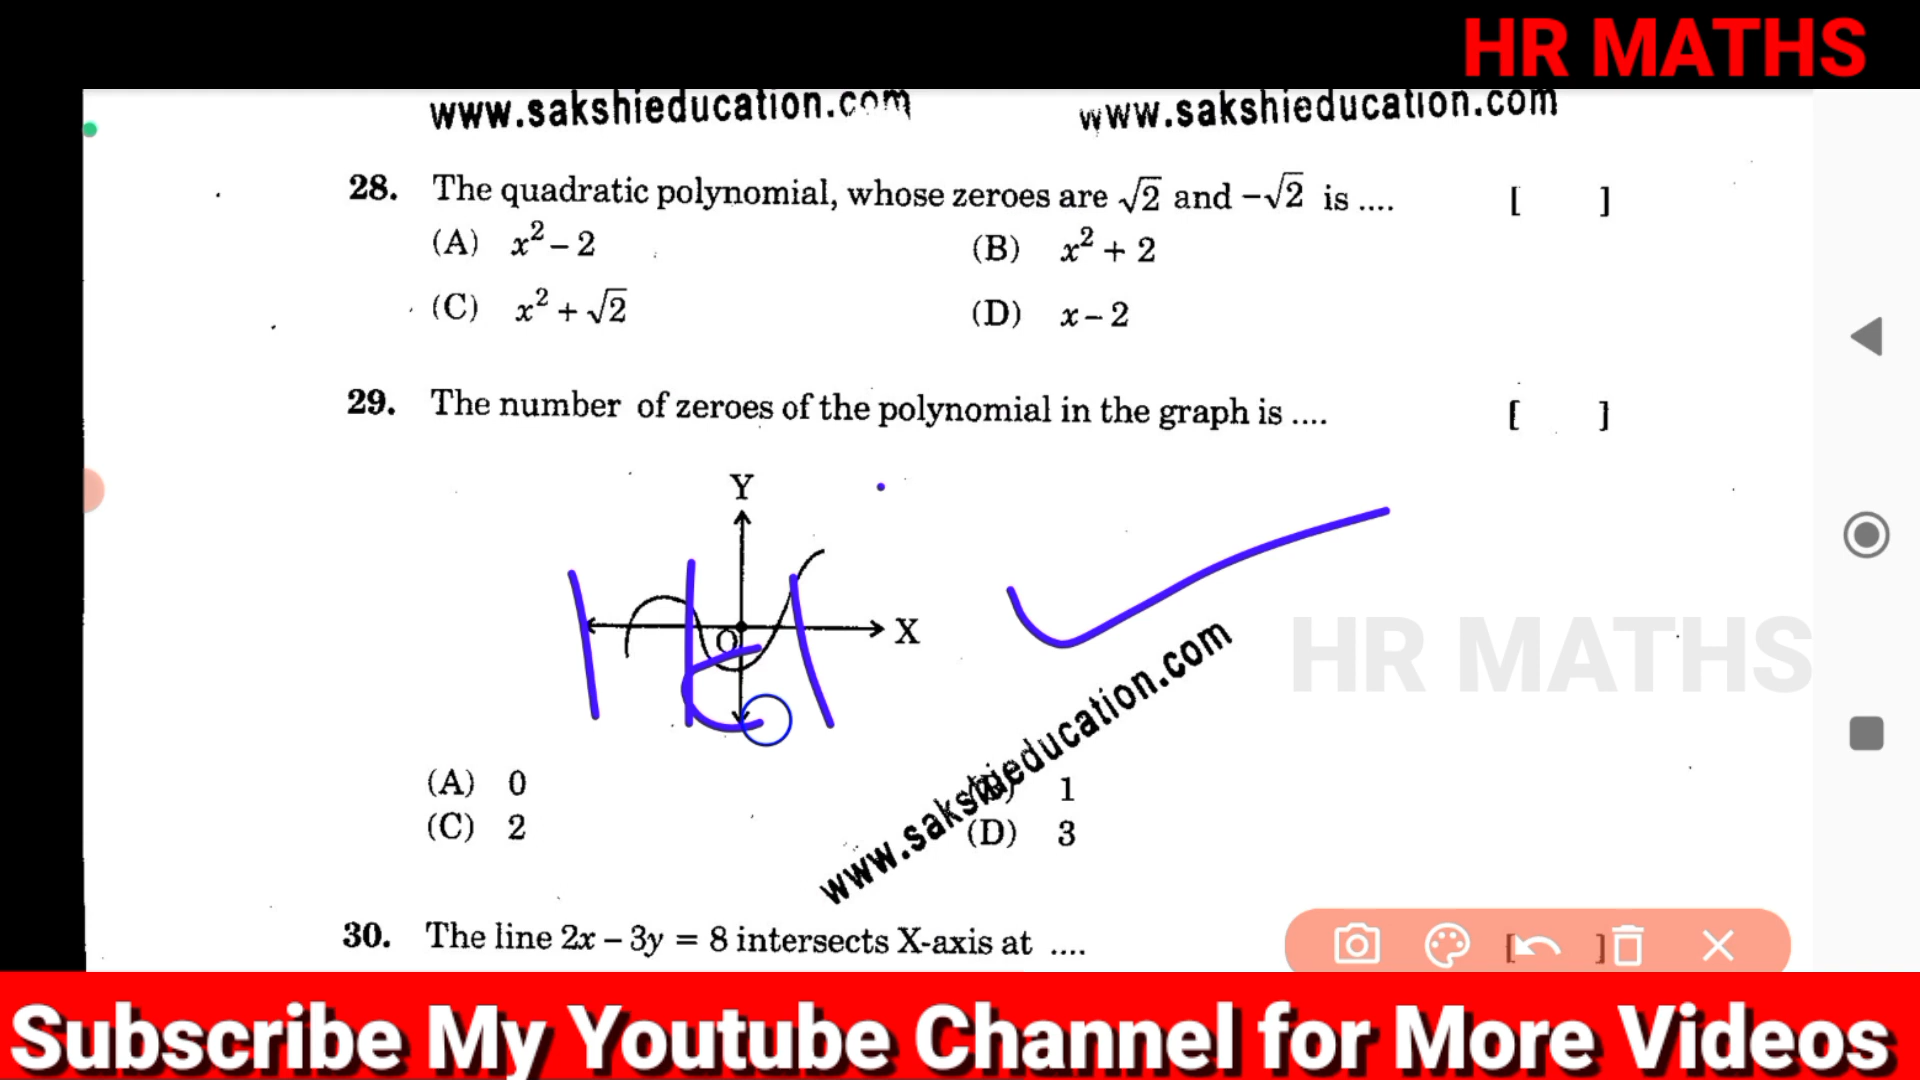 HR MATHS
www.sakshieducation.com www.sakshieducation.com
28. The quadratic polynomial, whose zeroes are √2 and −√2 is .... [ ]
(A) x² − 2 (B) x² + 2
(C) x² + √2 (D) x − 2
29. The number of zeroes of the polynomial in the graph is .... [ ]
Y
X
O
HR MATHS
www.sakshieducation.com
(A) 0 (B) 1
(C) 2 (D) 3
30. The line 2x − 3y = 8 intersects X-axis at .... [ ]
Subscribe My Youtube Channel for More Videos